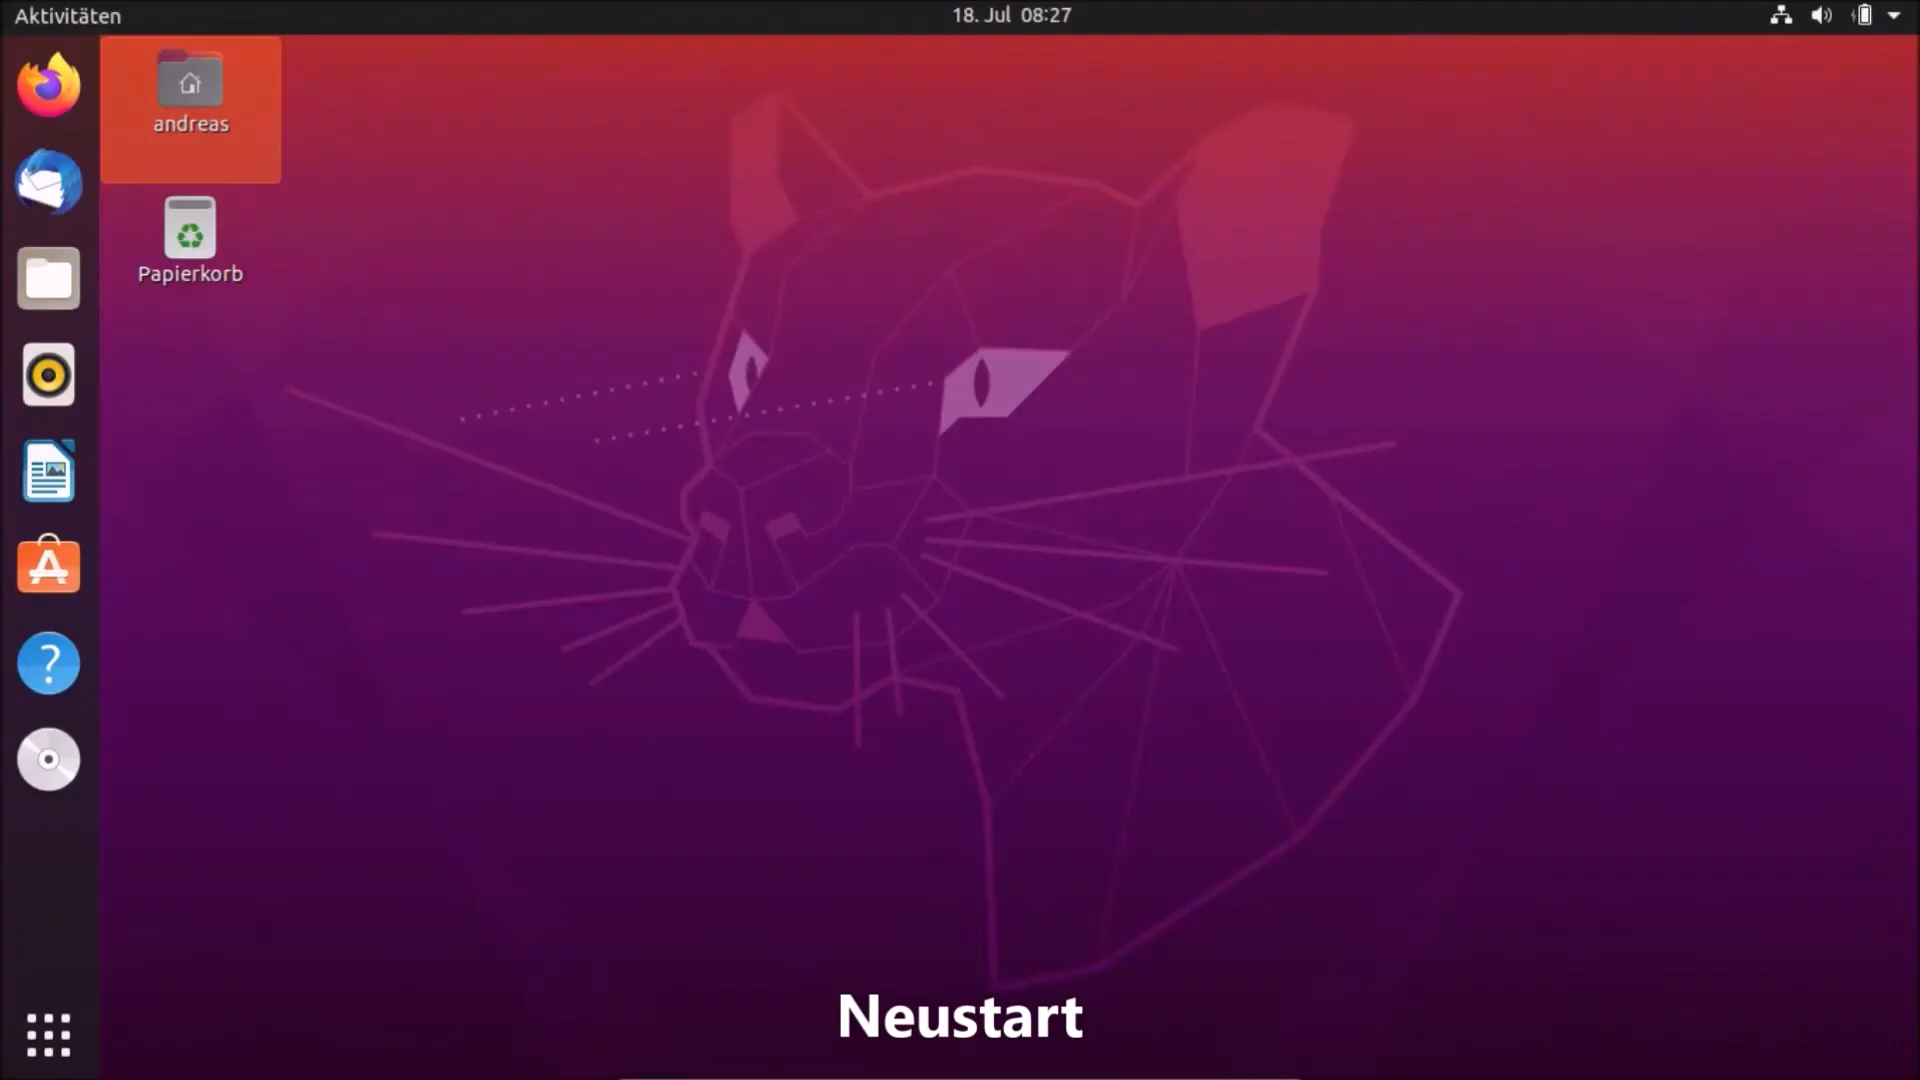 Aktivitäten
18. Jul 08:27
andreas
Papierkorb
Neustart